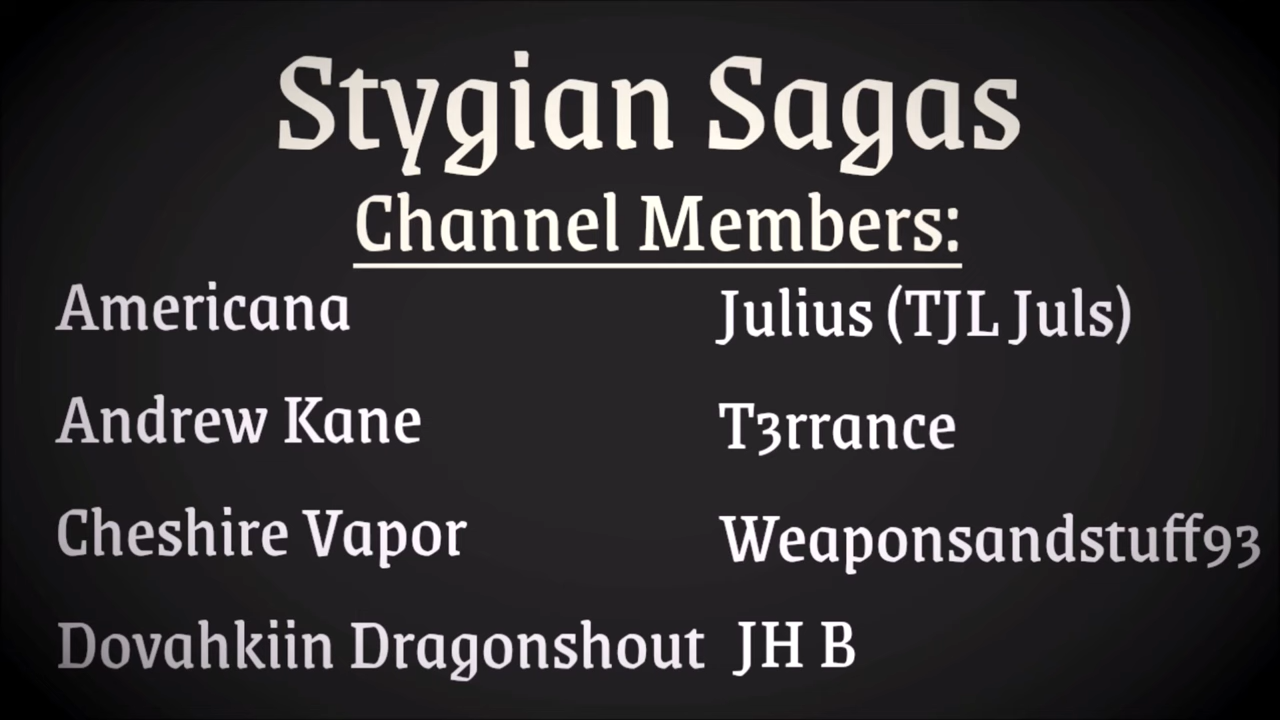 Stygian Sagas
Channel Members:
Americana
Andrew Kane
Cheshire Vapor
Dovahkiin Dragonshout
Julius (TJL Juls)
T3rrance
Weaponsandstuff93
JH B